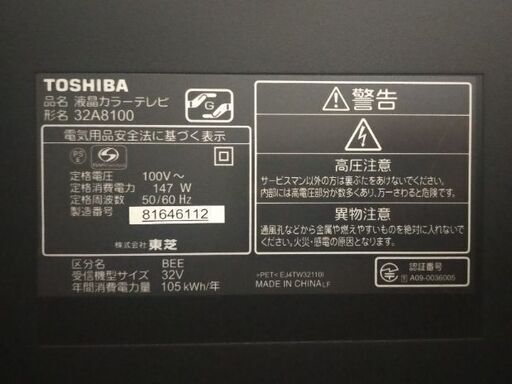 TOSHIBA
品名 液晶カラーテレビ
形名 32A8100
G
電気用品安全法に基づく表示
PS
E
定格電圧 100V～
定格消費電力 147 W
定格周波数 50/60 Hz
製造番号 81646112
株式会社 東芝
区分名 BEE
受信機型サイズ 32V
年間消費電力量 105 kWh/年
警告
高圧注意
サービスマン以外の方は裏ぶたをあけないでください。
内部には高電圧部分が数多くあり、万一さわると危険です。
異物注意
通風孔などから金属や燃えやすいものを絶対に入れないで
ください。火災・感電の原因となります。
>PET< EJ4TW32110I
MADE IN CHINA LF
認証番号
T A09-0036005